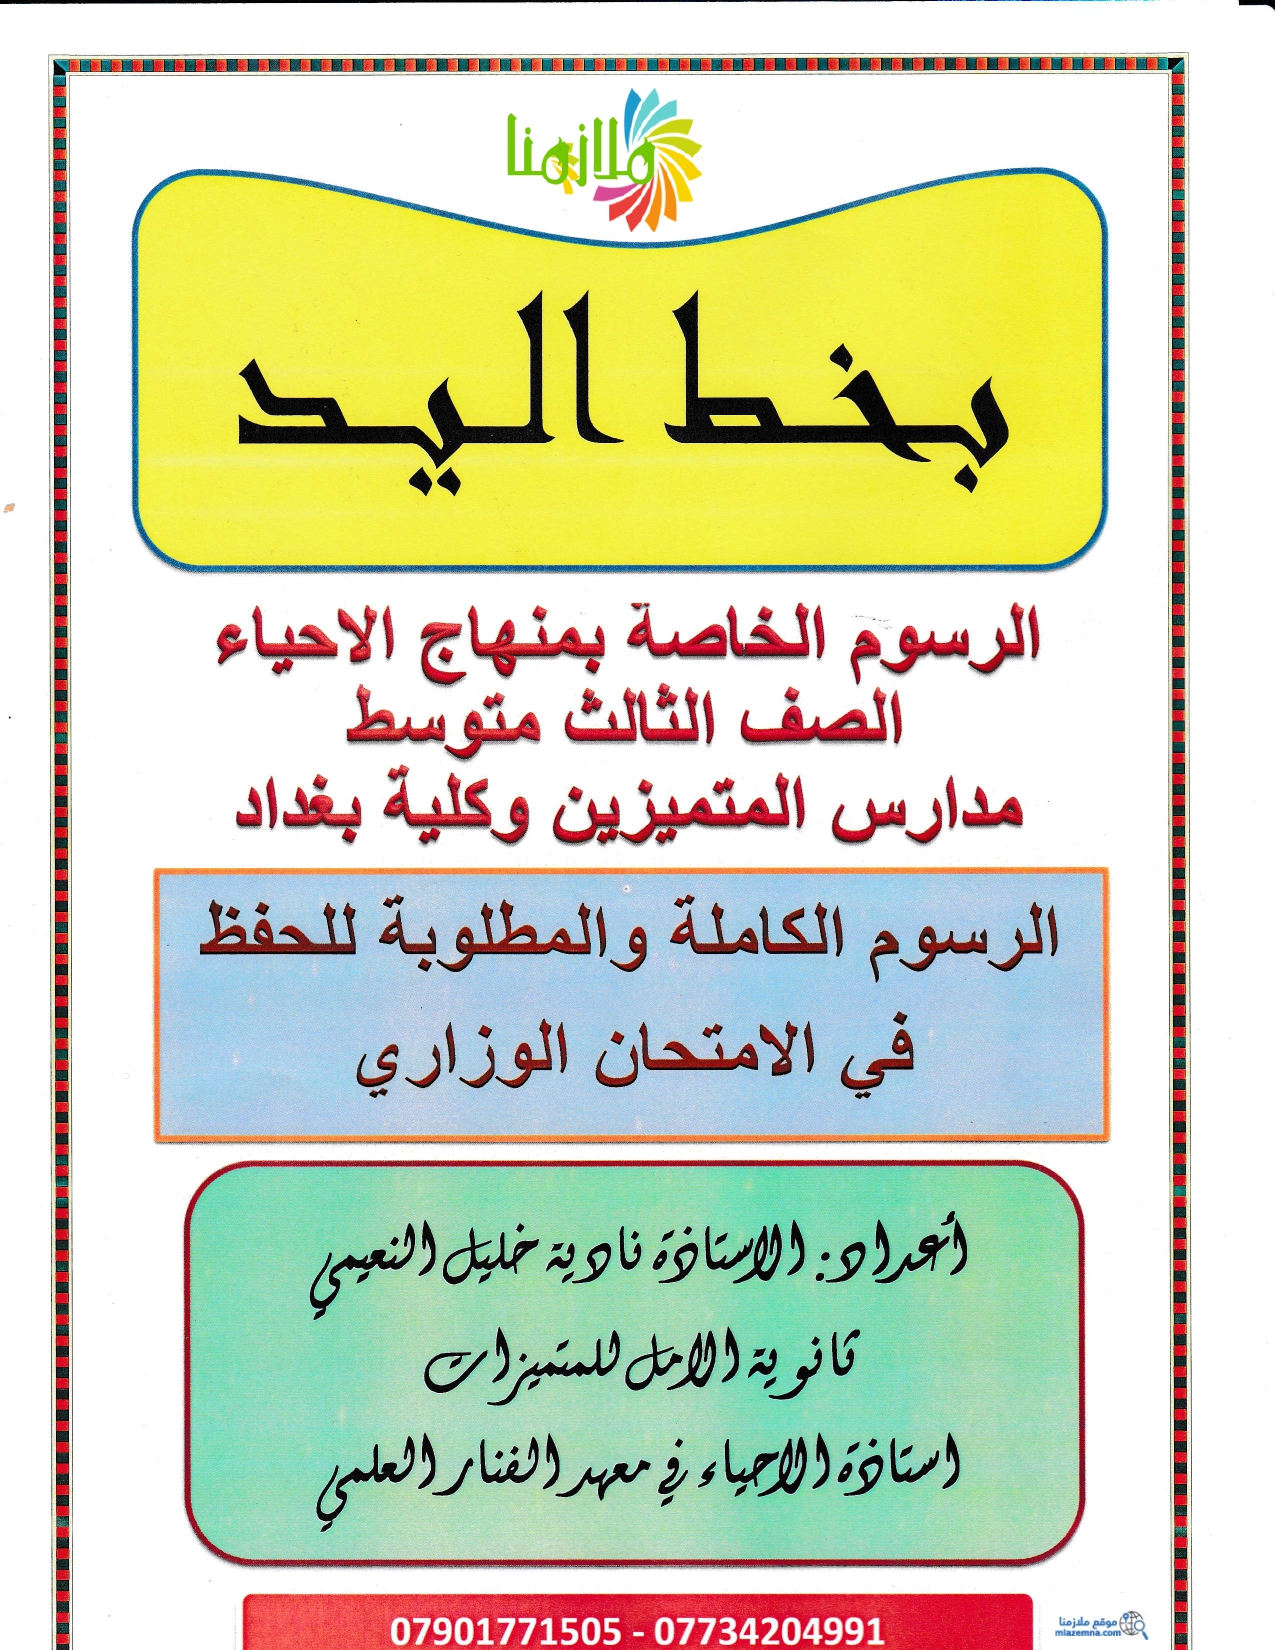 ملازمنا
بخط اليد
الرسوم الخاصة بمنهاج الاحياء
الصف الثالث متوسط
مدارس المتميزين وكلية بغداد
الرسوم الكاملة والمطلوبة للحفظ
في الامتحان الوزاري
أعداد: الاستاذة نادية خليل النعيمي
ثانوية الامل للمتميزات
استاذة الاحياء في معهد الفنار العلمي
07901771505 - 07734204991
موقع ملازمنا
mlazemna.com